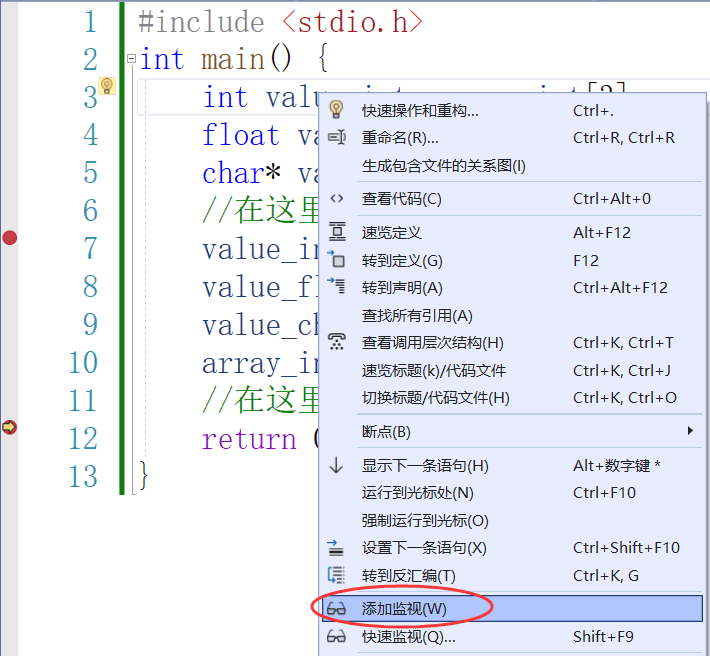 1 #include <stdio.h>
2 int main() {
3 int valu
4 float va
5 char* va
6 //在这里
7 value_in
8 value_fl
9 value_ch
10 array_in
11 //在这里
12 return
13 }
快速操作和重构... Ctrl+.
重命名(R)... Ctrl+R, Ctrl+R
生成包含文件的关系图(I)
查看代码(C) Ctrl+Alt+0
速览定义 Alt+F12
转到定义(G) F12
转到声明(A) Ctrl+Alt+F12
查找所有引用(A)
查看调用层次结构(H) Ctrl+K, Ctrl+T
速览标题(k)/代码文件 Ctrl+K, Ctrl+J
切换标题/代码文件(H) Ctrl+K, Ctrl+O
断点(B)
显示下一条语句(H) Alt+数字键 *
运行到光标处(N) Ctrl+F10
强制运行到光标(O)
设置下一条语句(X) Ctrl+Shift+F10
转到反汇编(T) Ctrl+K, G
添加监视(W)
快速监视(Q)... Shift+F9